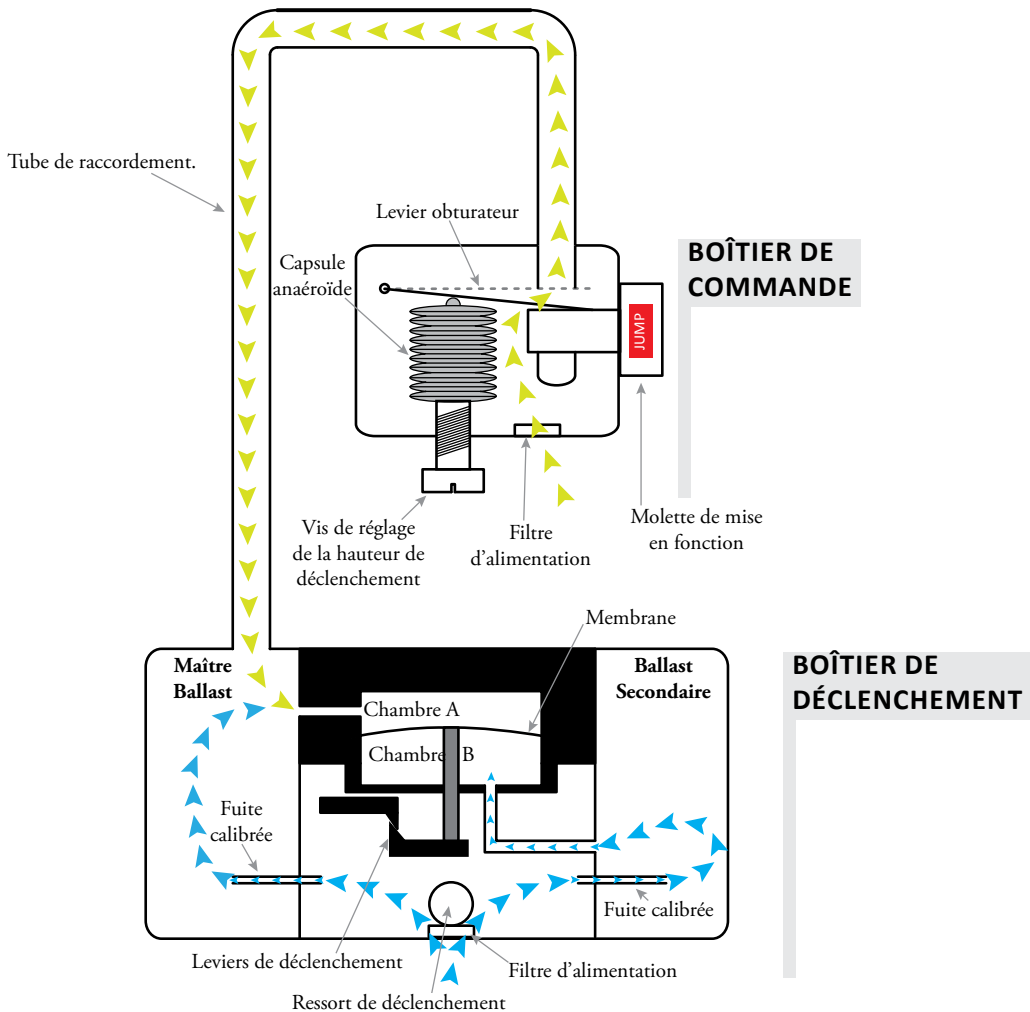 Tube de raccordement.
Levier obturateur
Capsule
anaéroïde
BOÎTIER DE
COMMANDE
JUMP
Vis de réglage
de la hauteur de
déclenchement
Filtre
d'alimentation
Molette de mise
en fonction
Membrane
Maître
Ballast
Ballast
Secondaire
BOÎTIER DE
DÉCLENCHEMENT
Chambre A
Chambre B
Fuite
calibrée
Fuite calibrée
Leviers de déclenchement
Filtre d'alimentation
Ressort de déclenchement